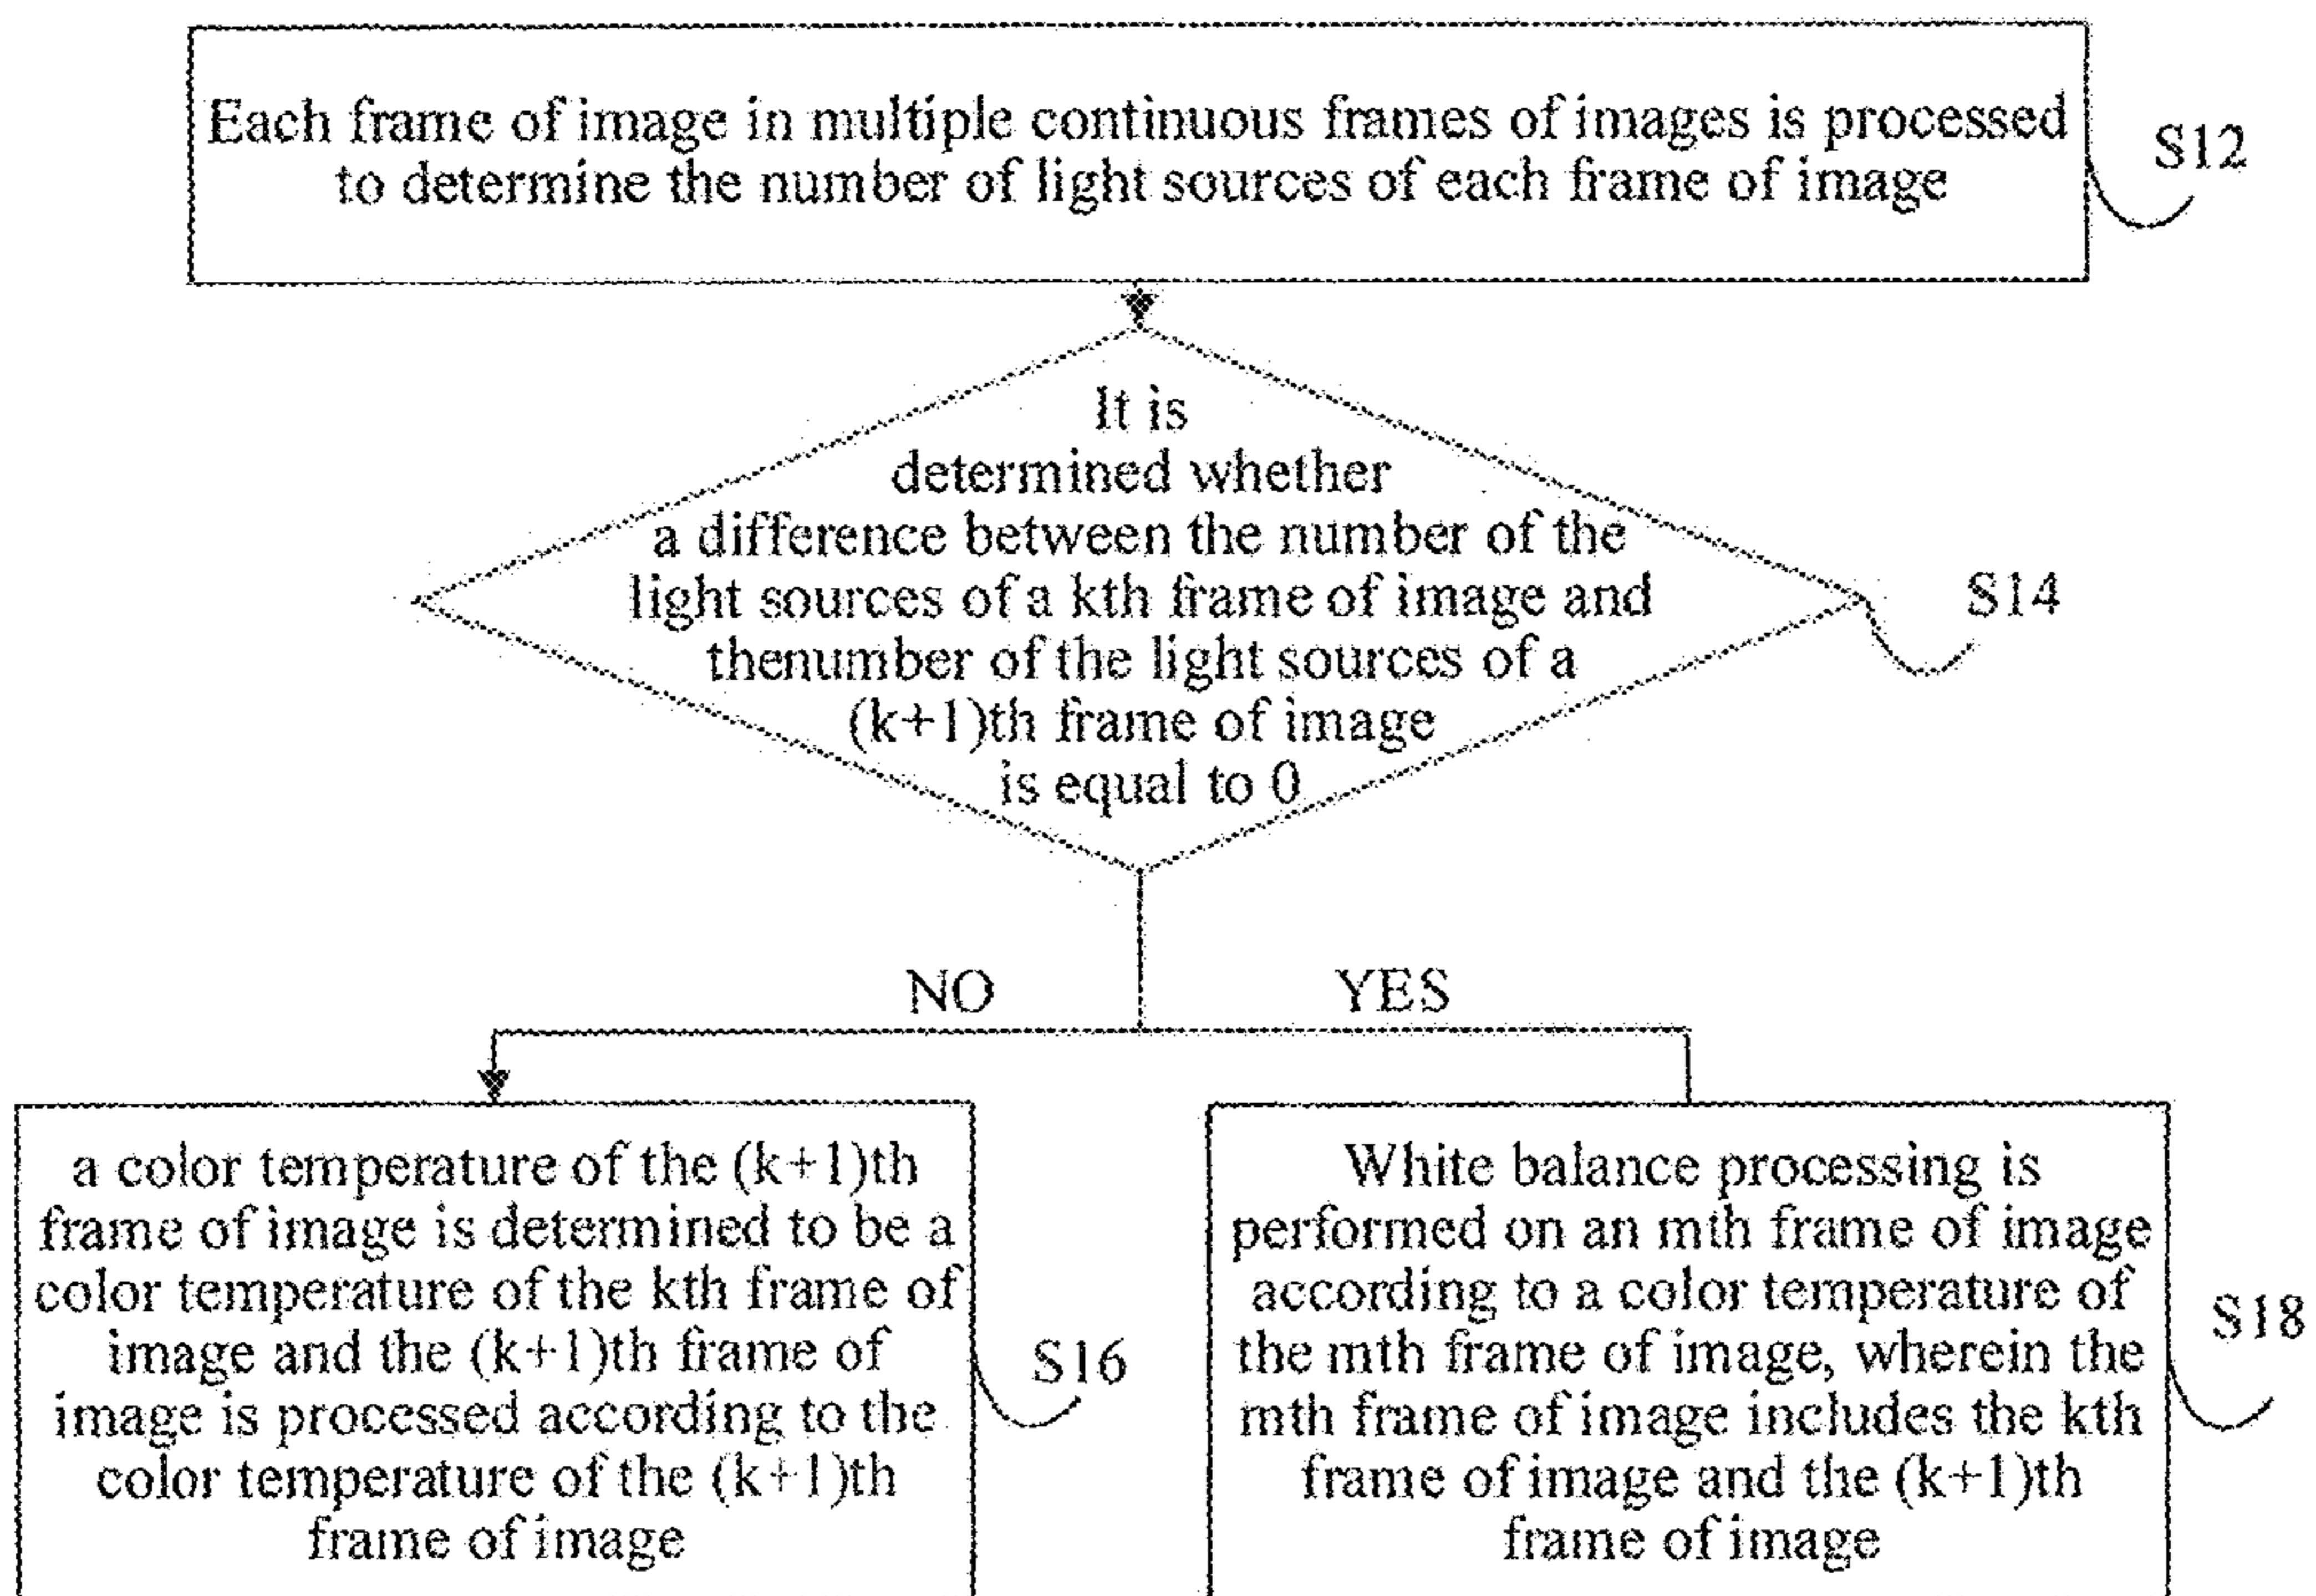 Each frame of image in multiple continuous frames of images is processed
to determine the number of light sources of each frame of image
S12
It is
determined whether
a difference between the number of the
light sources of a kth frame of image and
thenumber of the light sources of a
(k+1)th frame of image
is equal to 0
S14
NO
YES
a color temperature of the (k+1)th
frame of image is determined to be a
color temperature of the kth frame of
image and the (k+1)th frame of
image is processed according to the
color temperature of the (k+1)th
frame of image
S16
White balance processing is
performed on an mth frame of image
according to a color temperature of
the mth frame of image, wherein the
mth frame of image includes the kth
frame of image and the (k+1)th
frame of image
S18